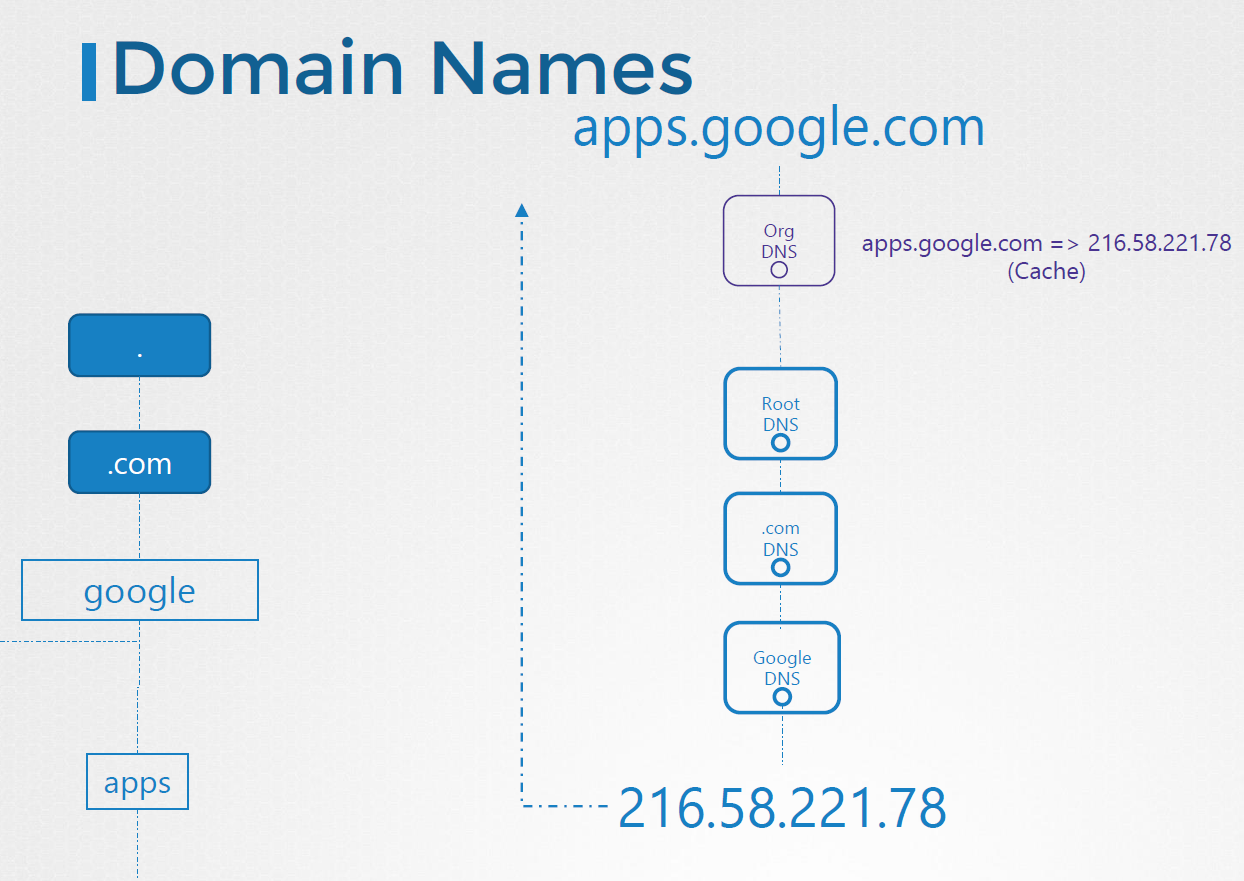 Domain Names
apps.google.com
Org
DNS
apps.google.com => 216.58.221.78
(Cache)
.
.com
google
apps
Root
DNS
.com
DNS
Google
DNS
216.58.221.78